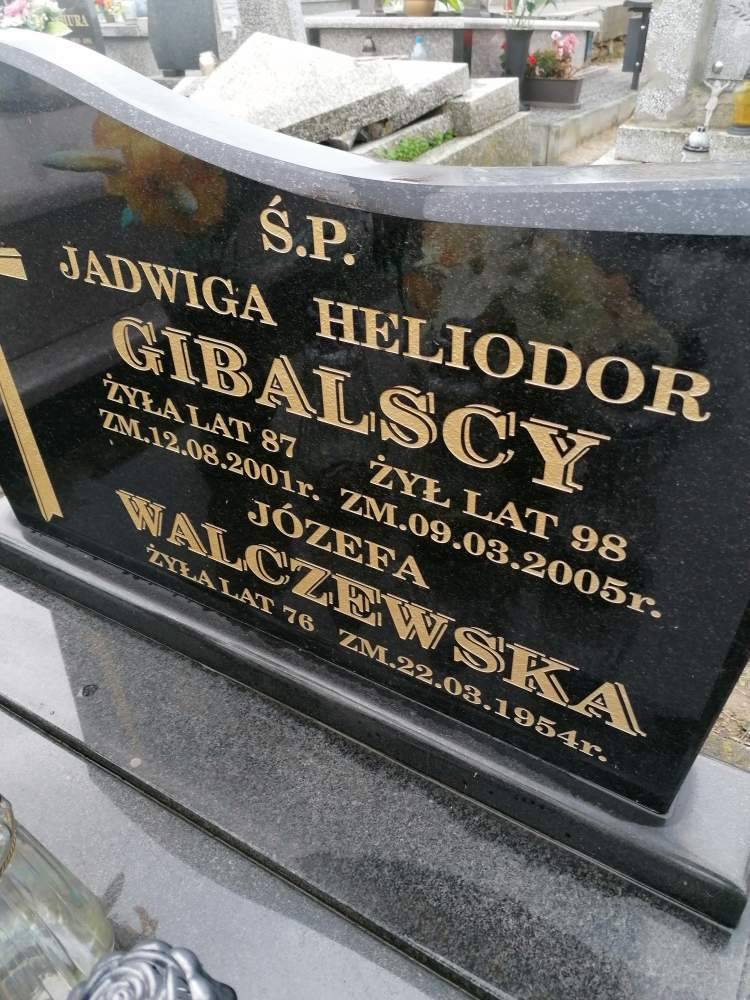 Ś.P.
JADWIGA HELIODOR
GIBALSCY
ŻYŁA LAT 87 ŻYŁ LAT 98
ZM.12.08.2001r. ZM.09.03.2005r.
JÓZEFA
WALCZEWSKA
ŻYŁA LAT 76 ZM.22.03.1954r.